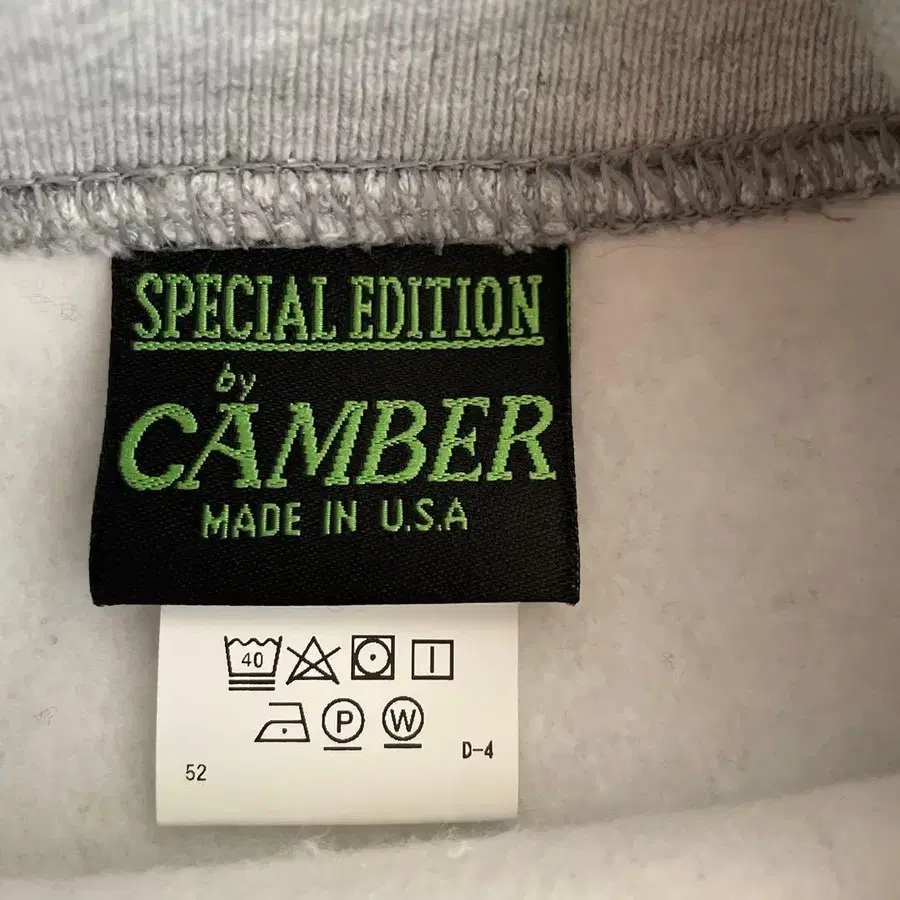 SPECIAL EDITION
by
CAMBER
MADE IN U.S.A
40
P W
D-4
52